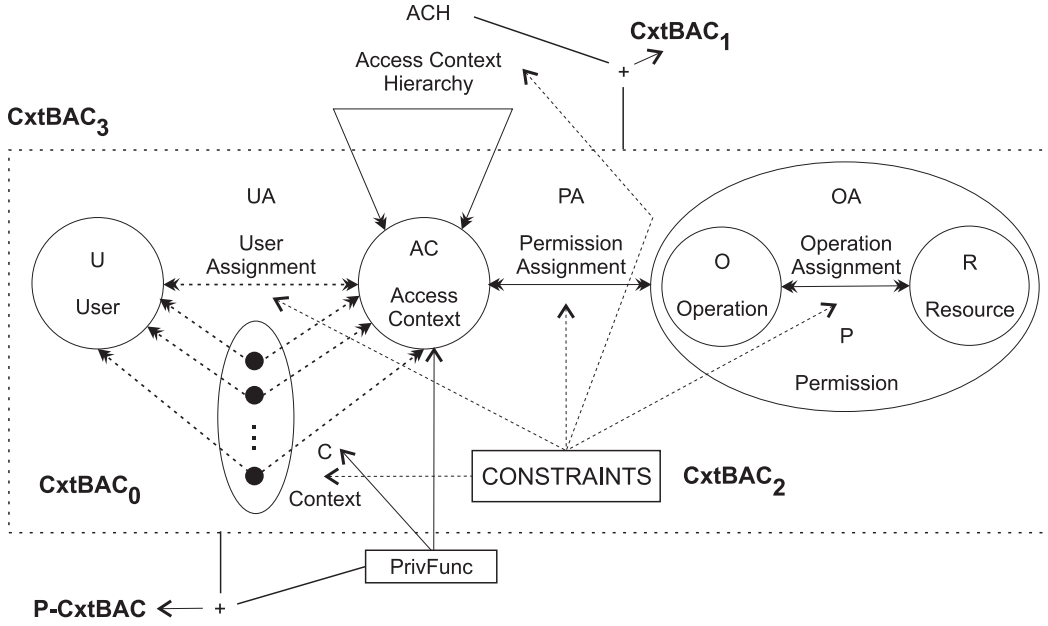 ACH
CxtBAC1
Access Context
Hierarchy
+
CxtBAC3
UA
PA
OA
U
User
User
Assignment
AC
Access
Context
Permission
Assignment
O
Operation
Operation
Assignment
R
Resource
P
Permission
C
Context
CxtBAC0
CONSTRAINTS
CxtBAC2
PrivFunc
P-CxtBAC
+